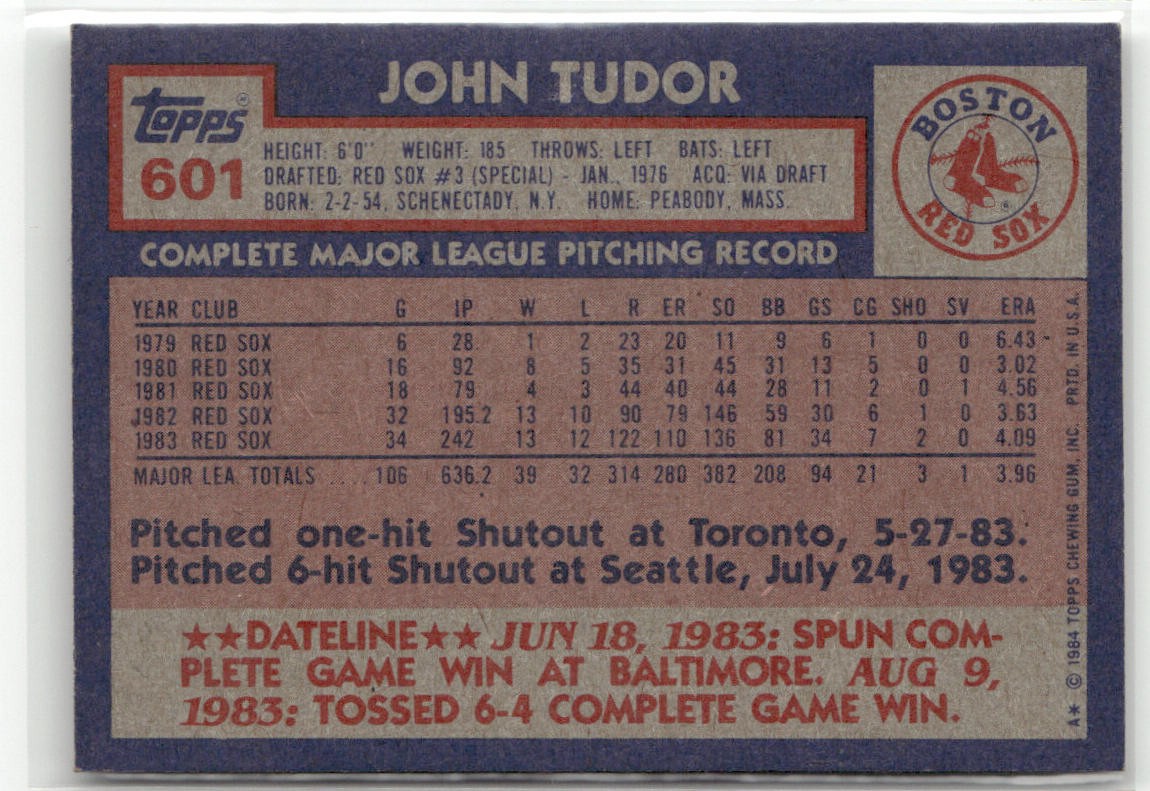 JOHN TUDOR
TOPPS
601
HEIGHT: 6'0" WEIGHT: 185 THROWS: LEFT BATS: LEFT
DRAFTED: RED SOX #3 (SPECIAL) - JAN., 1976 ACQ: VIA DRAFT
BORN: 2-2-54, SCHENECTADY, N.Y. HOME: PEABODY, MASS.
BOSTON
RED SOX
COMPLETE MAJOR LEAGUE PITCHING RECORD
YEAR CLUB G IP W L R ER SO BB GS CG SHO SV ERA
1979 RED SOX 6 28 1 2 23 20 11 9 6 1 0 0 6.43
1980 RED SOX 16 92 8 5 35 31 45 31 13 5 0 0 3.02
1981 RED SOX 18 79 4 3 44 40 44 28 11 2 0 1 4.56
1982 RED SOX 32 195.2 13 10 90 79 146 59 30 6 1 0 3.63
1983 RED SOX 34 242 13 12 122 110 136 81 34 7 2 0 4.09
MAJOR LEA. TOTALS .... 106 636.2 39 32 314 280 382 208 94 21 3 1 3.96
Pitched one-hit Shutout at Toronto, 5-27-83.
Pitched 6-hit Shutout at Seattle, July 24, 1983.
★★DATELINE★★ JUN 18, 1983: SPUN COM-
PLETE GAME WIN AT BALTIMORE. AUG 9,
1983: TOSSED 6-4 COMPLETE GAME WIN.
A* © 1984 TOPPS CHEWING GUM, INC. PRTD. IN U.S.A.